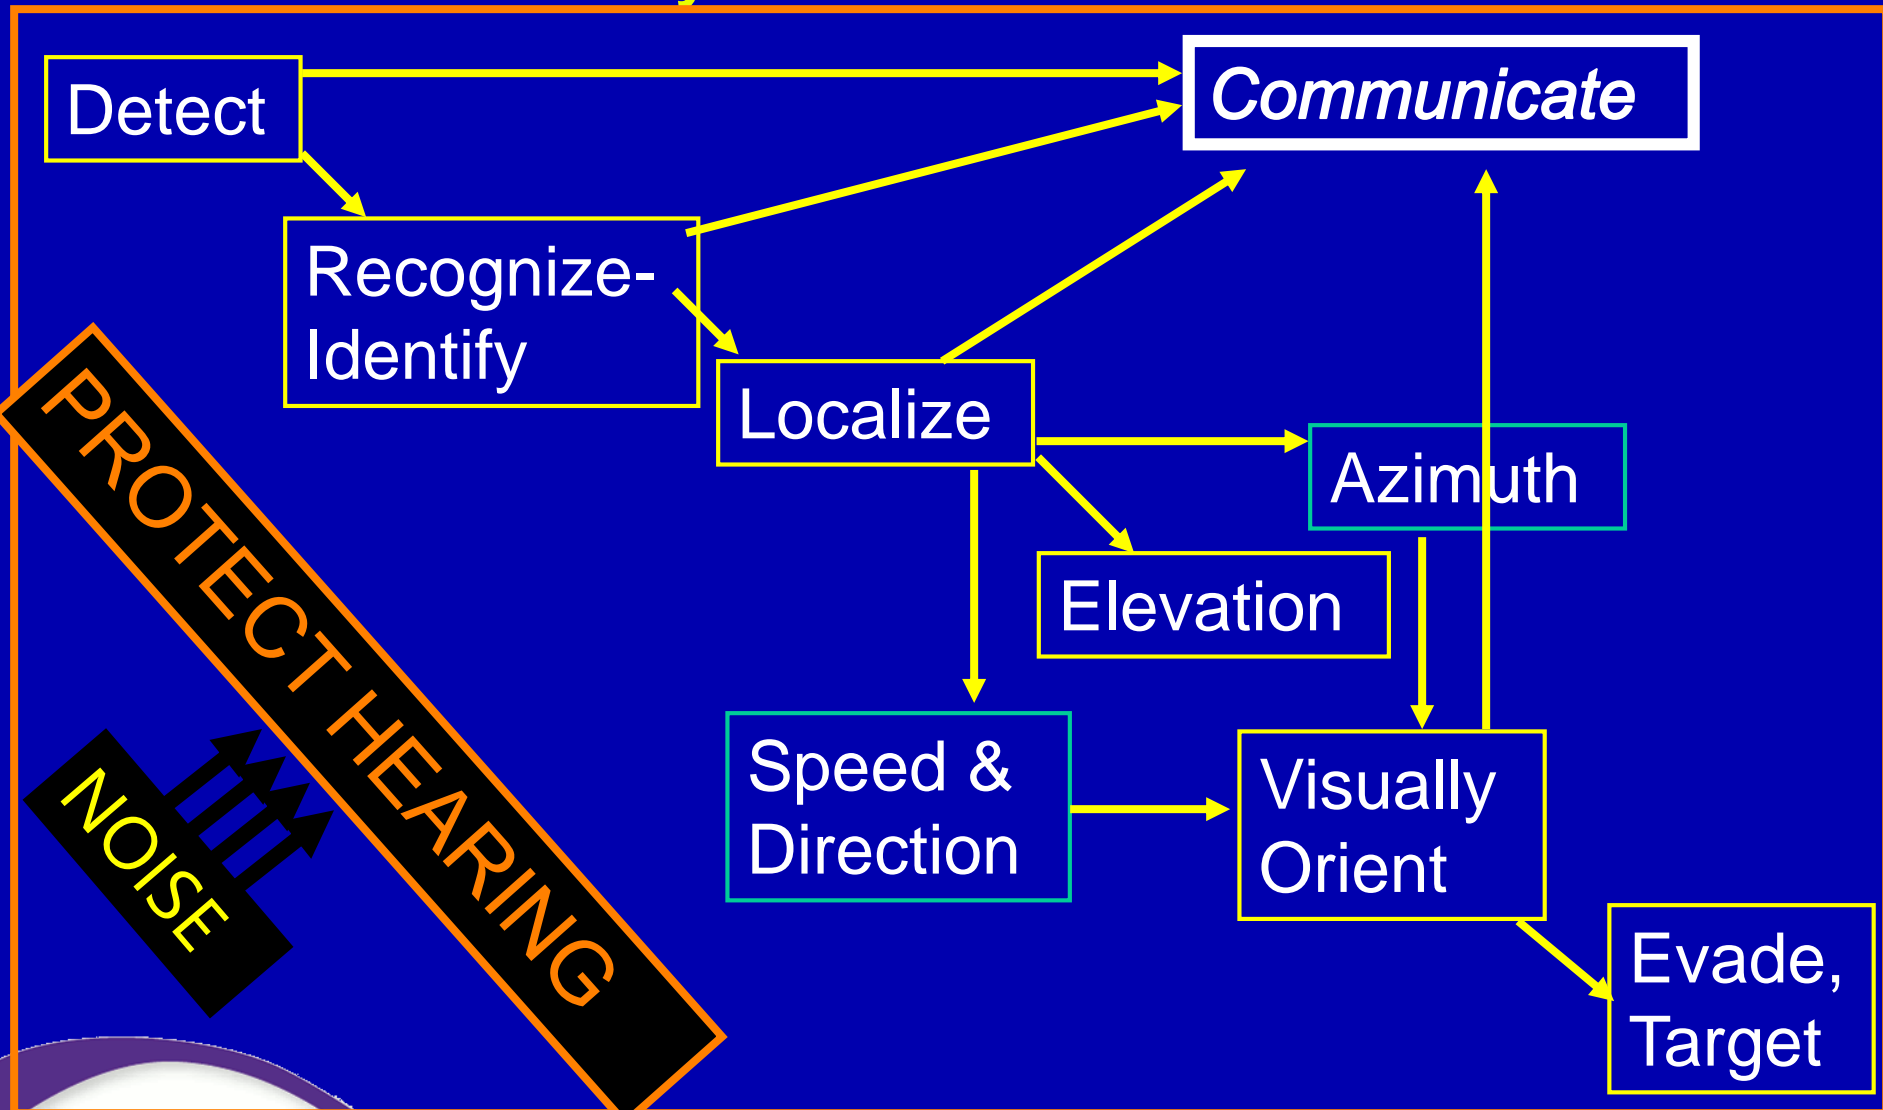 Detect
Communicate
Recognize-
Identify
Localize
Azimuth
Elevation
Speed &
Direction
Visually
Orient
Evade,
Target
PROTECT HEARING
NOISE